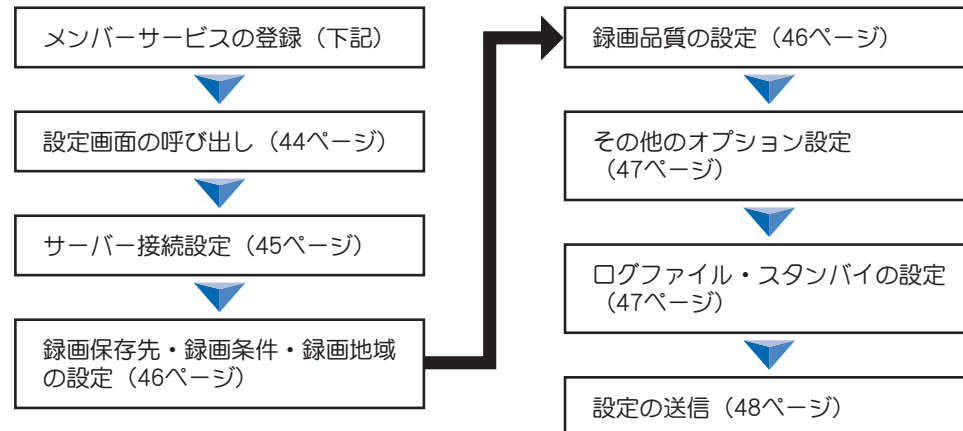 メンバーサービスの登録（下記）
設定画面の呼び出し（44ページ）
サーバー接続設定（45ページ）
録画保存先・録画条件・録画地域
の設定（46ページ）
録画品質の設定（46ページ）
その他のオプション設定
（47ページ）
ログファイル・スタンバイの設定
（47ページ）
設定の送信（48ページ）